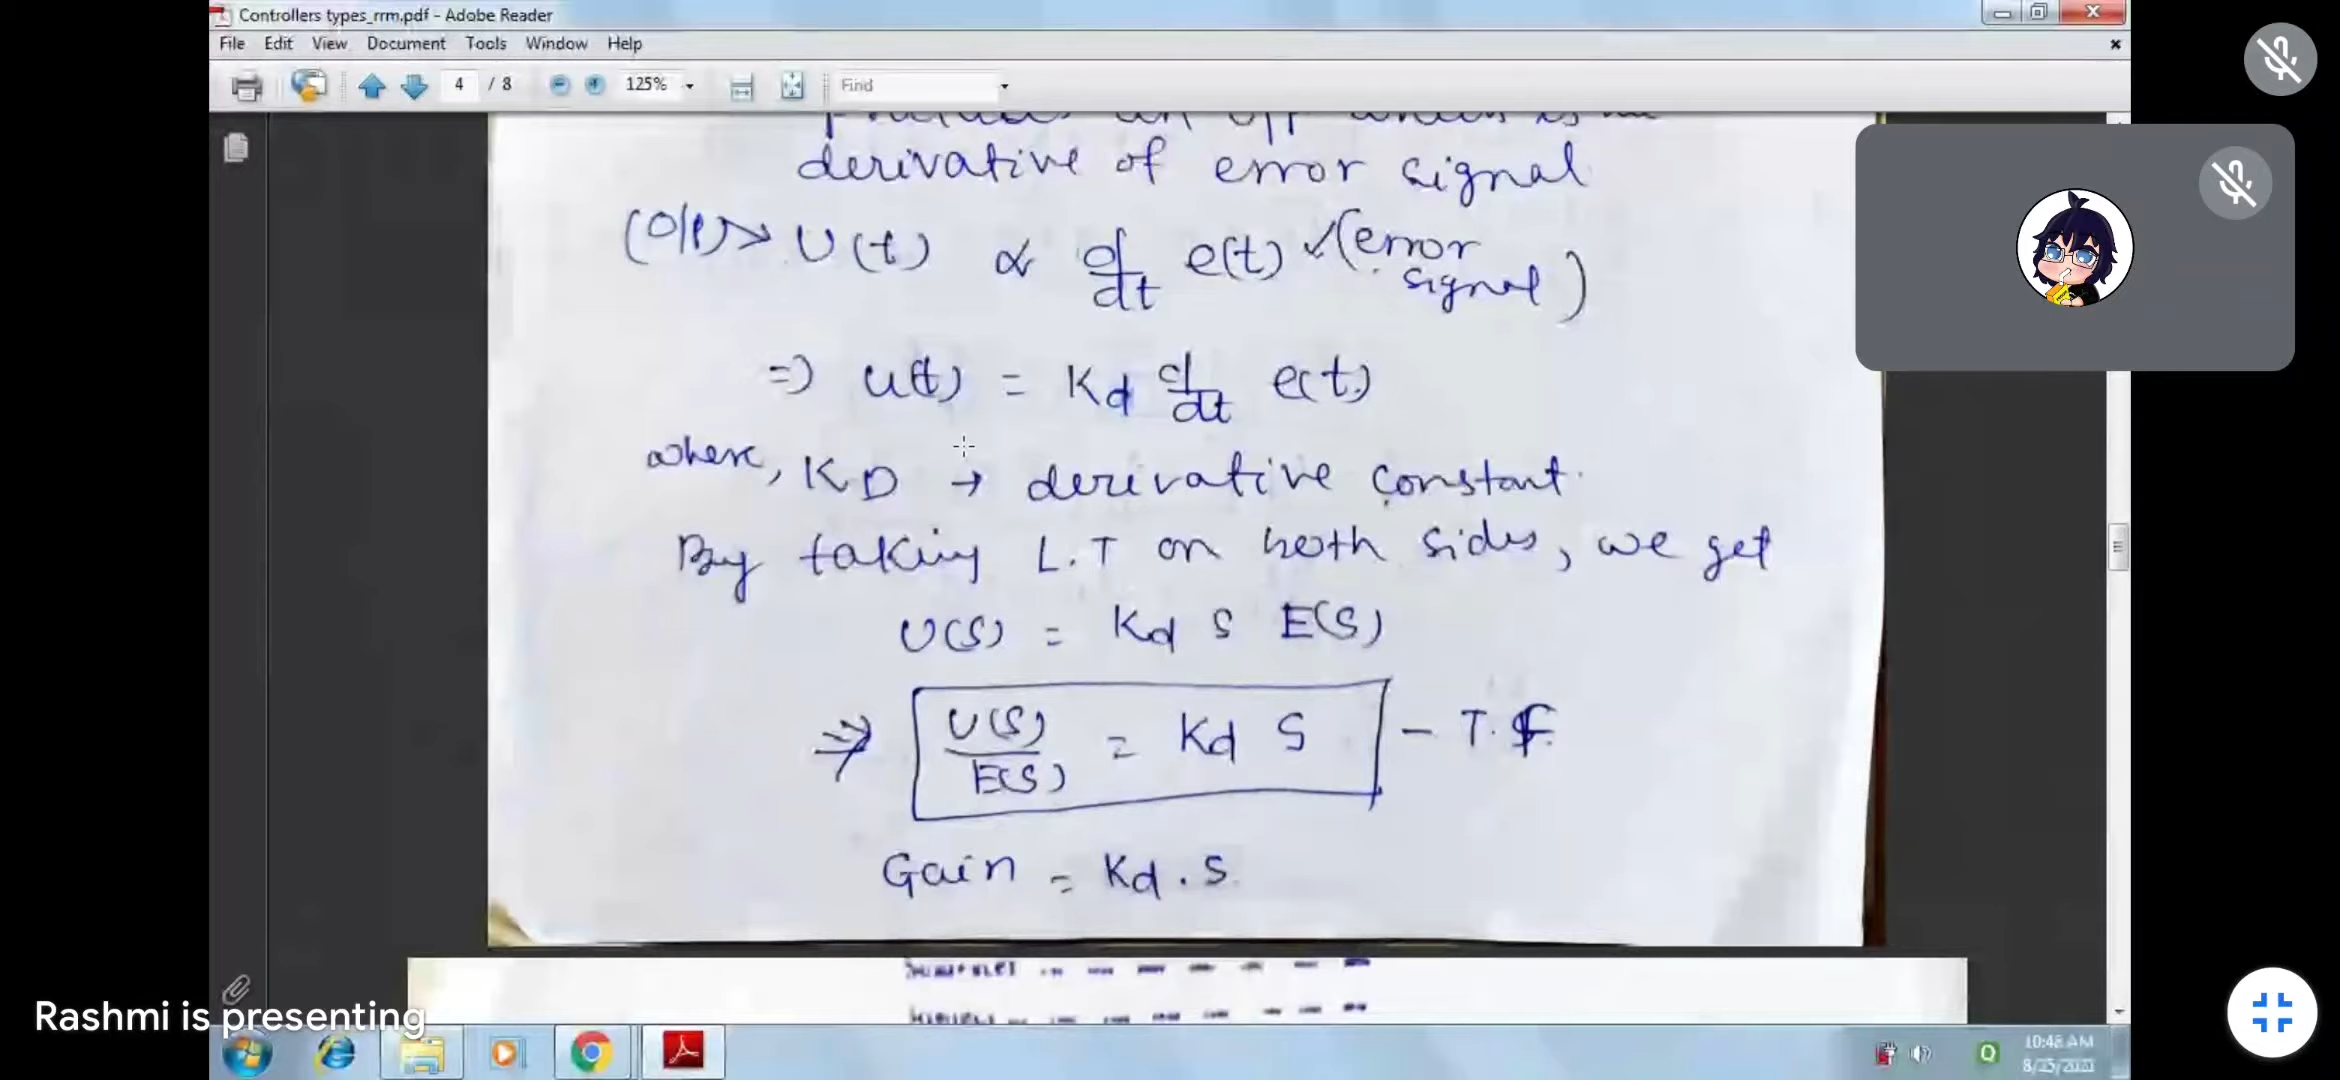 Controllers types_rrm.pdf - Adobe Reader
File Edit View Document Tools Window Help
4 / 8 125% Find
derivative of error signal
(O/P)> U(t) ∝ d/dt e(t) ✓(error signal)
=) u(t) = Kd d/dt e(t)
where, KD → derivative constant.
By taking L.T on both sides, we get
U(S) = Kd S E(S)
⇒ U(S)/E(S) = Kd S - T.F.
Gain = Kd . S.
Rashmi is presenting
10:48 AM